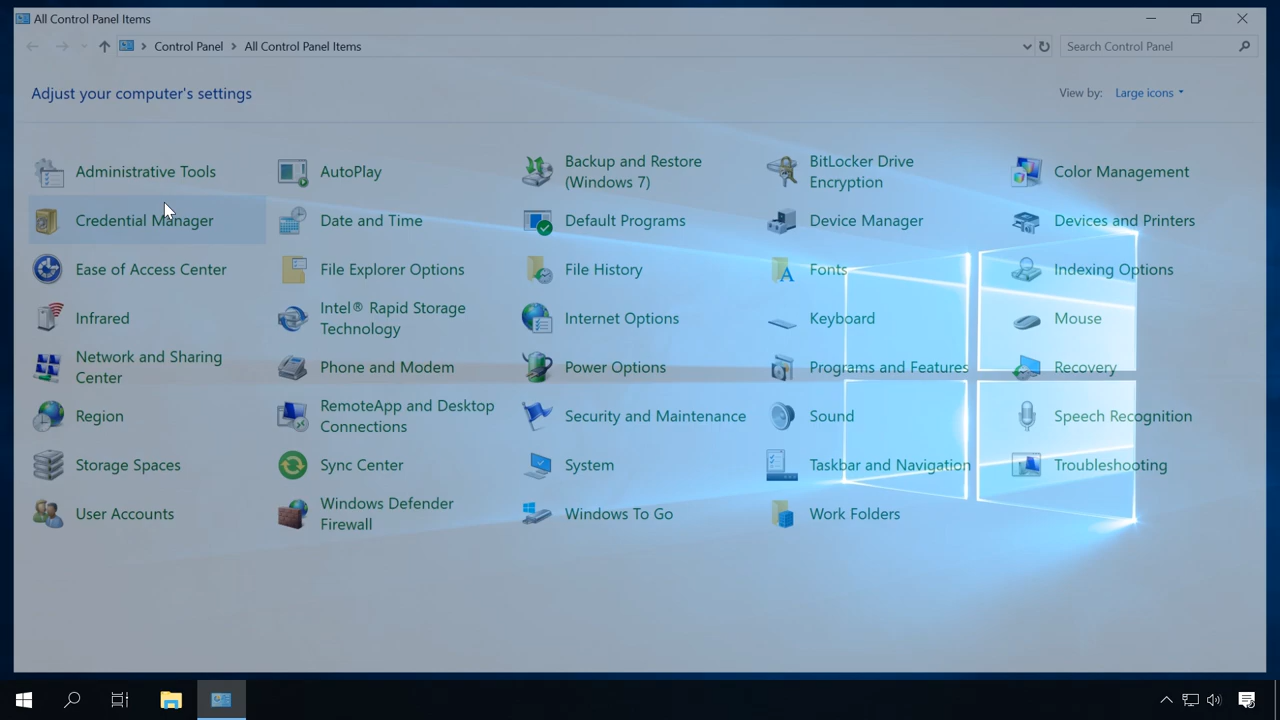 All Control Panel Items
Control Panel All Control Panel Items
Search Control Panel
Adjust your computer's settings
View by: Large icons
Administrative Tools
AutoPlay
Backup and Restore
(Windows 7)
BitLocker Drive
Encryption
Color Management
Credential Manager
Date and Time
Default Programs
Device Manager
Devices and Printers
Ease of Access Center
File Explorer Options
File History
Fonts
Indexing Options
Infrared
Intel® Rapid Storage
Technology
Internet Options
Keyboard
Mouse
Network and Sharing
Center
Phone and Modem
Power Options
Programs and Features
Recovery
Region
RemoteApp and Desktop
Connections
Security and Maintenance
Sound
Speech Recognition
Storage Spaces
Sync Center
System
Taskbar and Navigation
Troubleshooting
User Accounts
Windows Defender
Firewall
Windows To Go
Work Folders